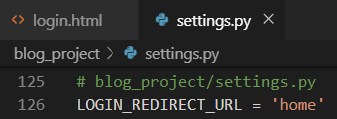 login.html settings.py
blog_project > settings.py
125 # blog_project/settings.py
126 LOGIN_REDIRECT_URL = 'home'